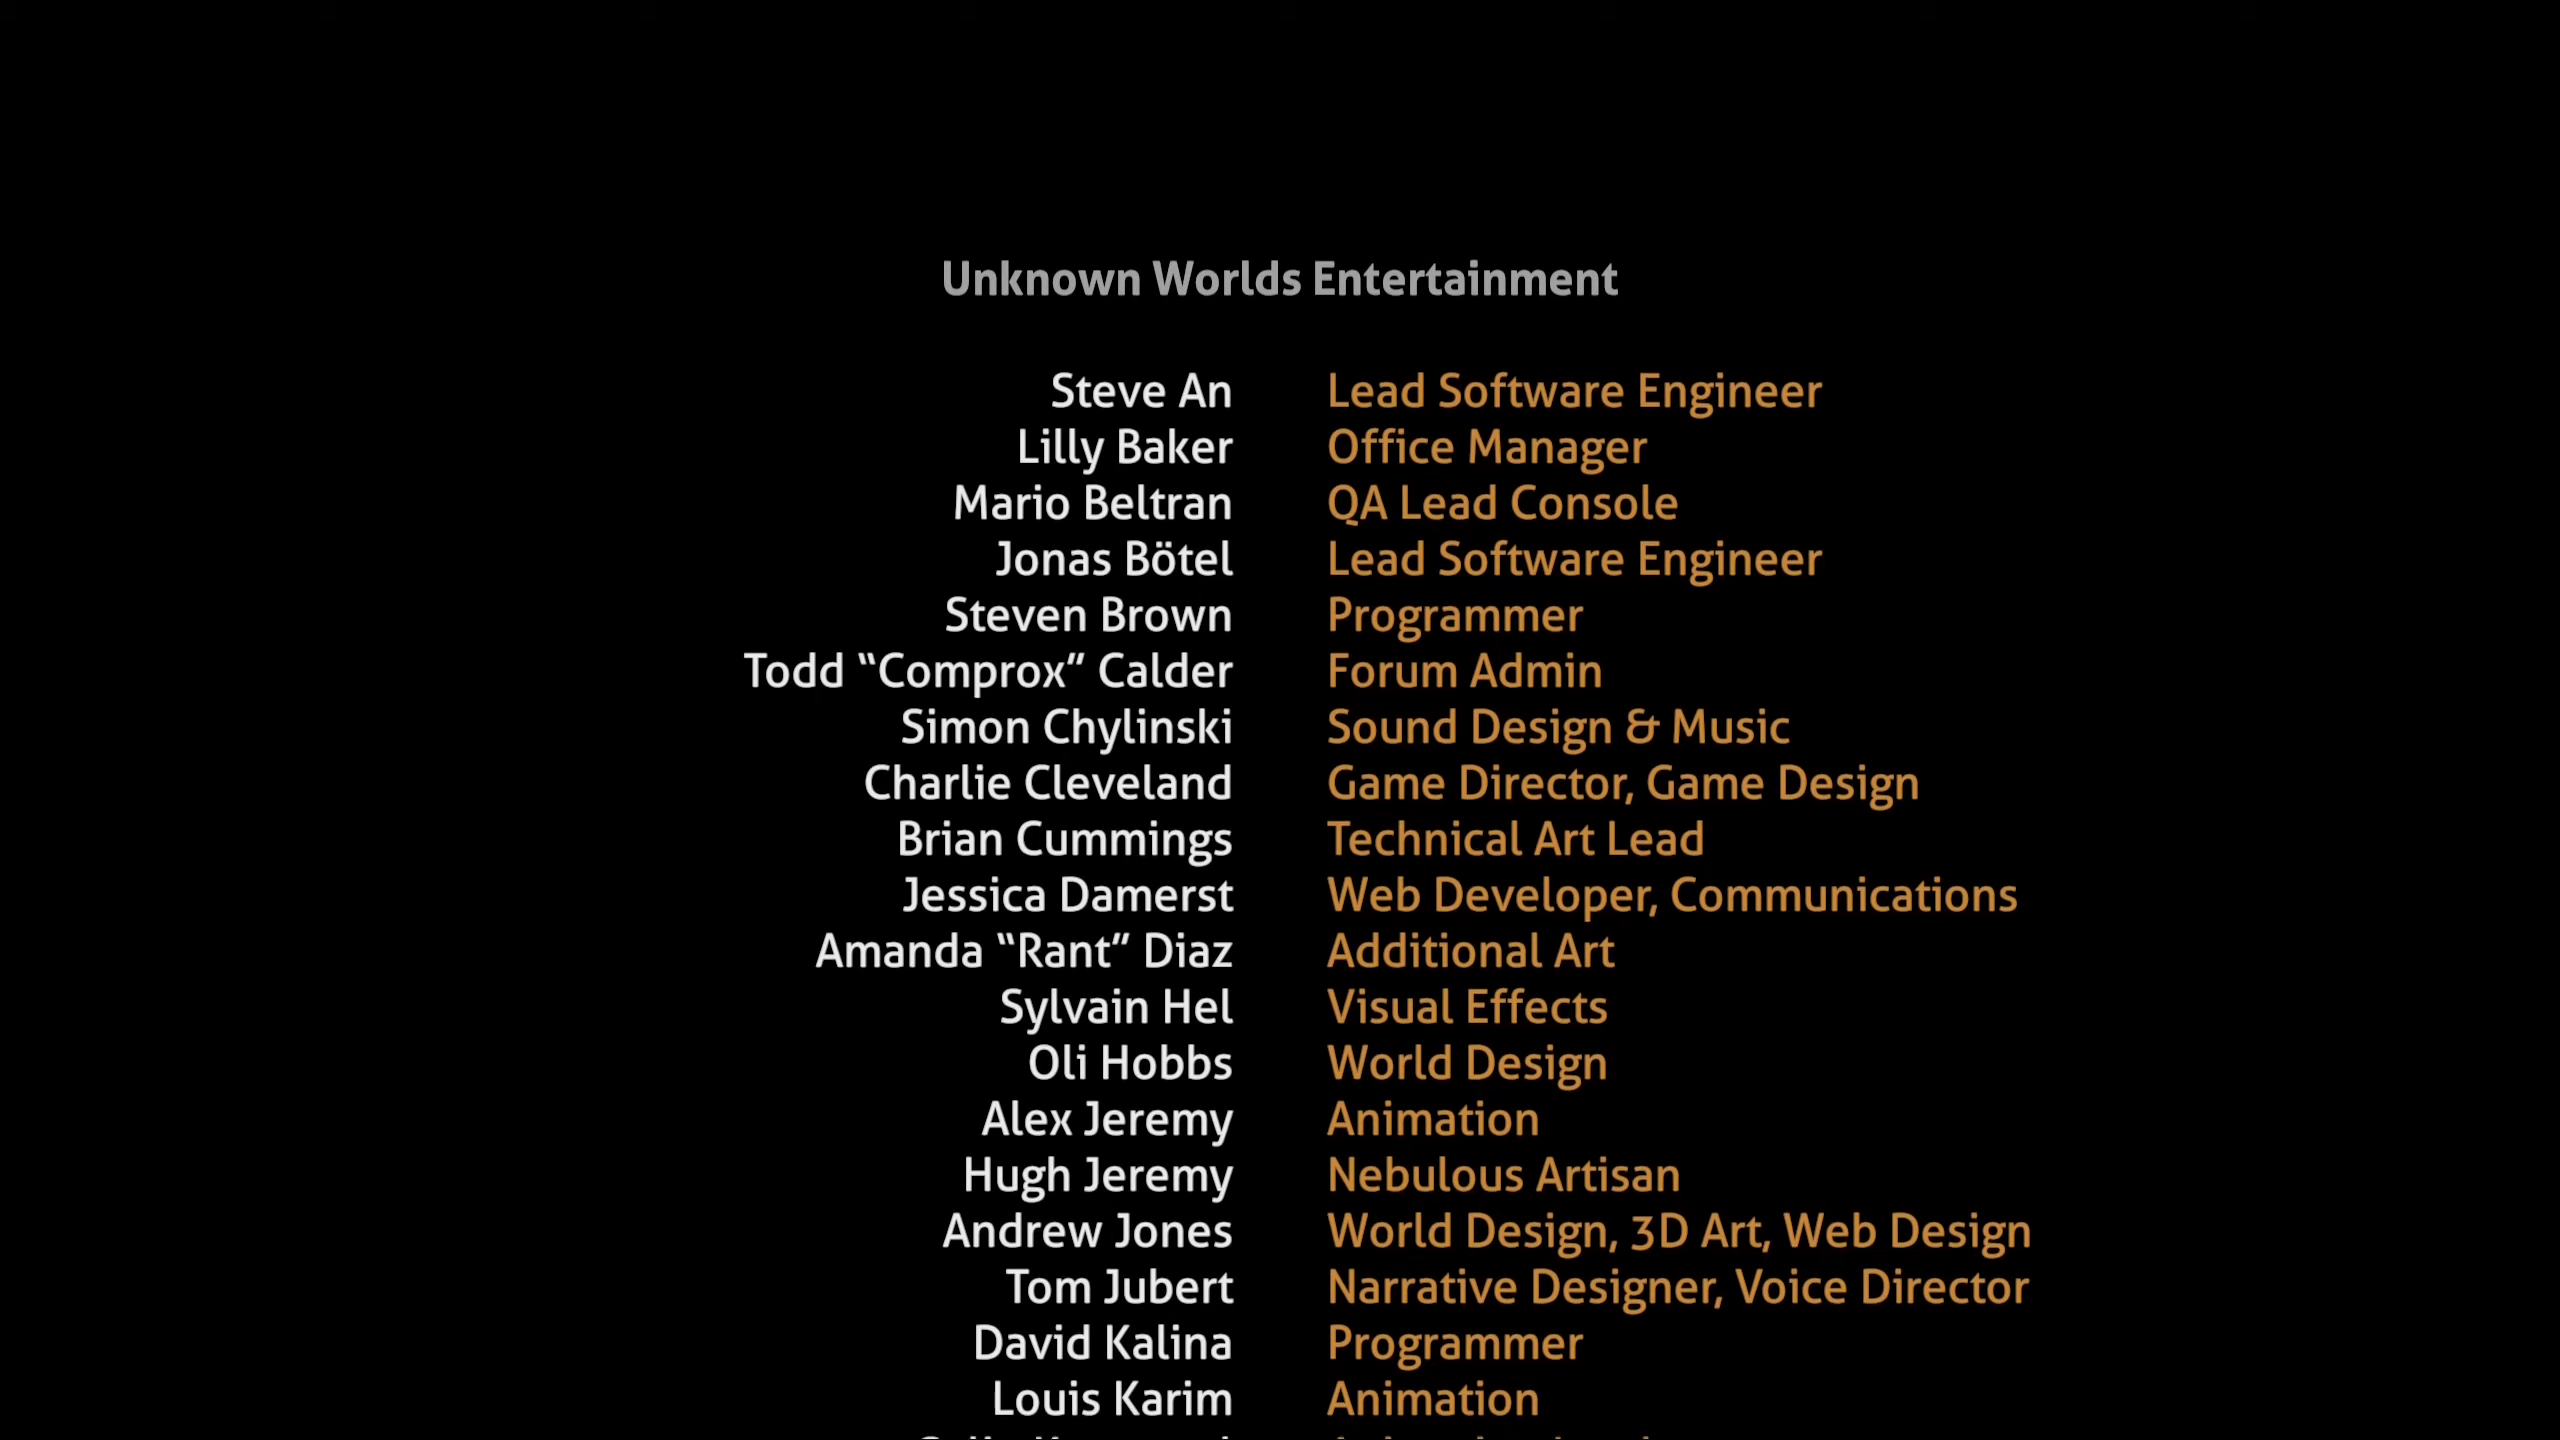 Unknown Worlds Entertainment
Steve An Lead Software Engineer
Lilly Baker Office Manager
Mario Beltran QA Lead Console
Jonas Bötel Lead Software Engineer
Steven Brown Programmer
Todd “Comprox” Calder Forum Admin
Simon Chylinski Sound Design & Music
Charlie Cleveland Game Director, Game Design
Brian Cummings Technical Art Lead
Jessica Damerst Web Developer, Communications
Amanda “Rant” Diaz Additional Art
Sylvain Hel Visual Effects
Oli Hobbs World Design
Alex Jeremy Animation
Hugh Jeremy Nebulous Artisan
Andrew Jones World Design, 3D Art, Web Design
Tom Jubert Narrative Designer, Voice Director
David Kalina Programmer
Louis Karim Animation